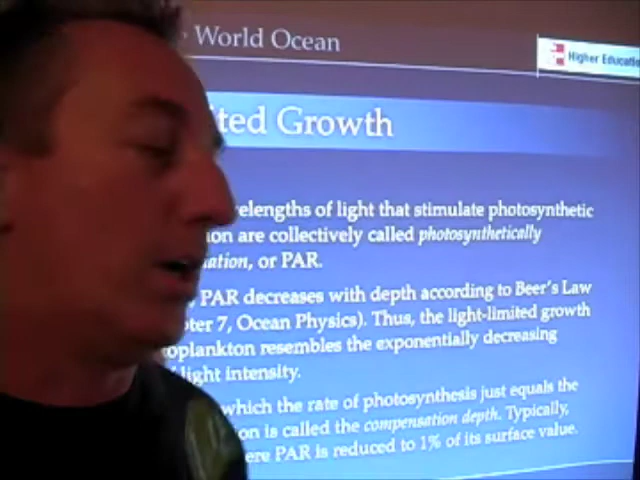 World Ocean
Higher Educatio
ited Growth
elengths of light that stimulate photosynthetic
ion are collectively called photosynthetically
ation, or PAR.
PAR decreases with depth according to Beer's Law
pter 7, Ocean Physics). Thus, the light-limited growth
oplankton resembles the exponentially decreasing
light intensity.
which the rate of photosynthesis just equals the
on is called the compensation depth. Typically,
ere PAR is reduced to 1% of its surface value.